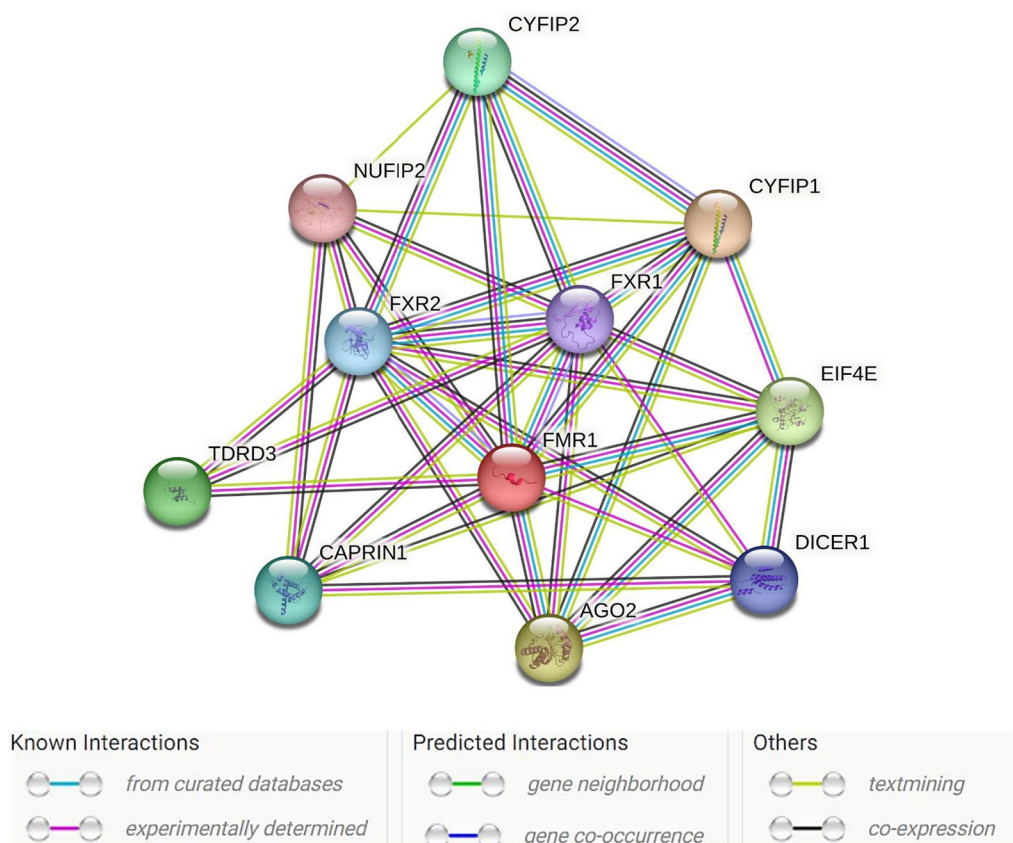 CYFIP2
NUFIP2
CYFIP1
FXR1
FXR2
EIF4E
FMR1
TDRD3
DICER1
CAPRIN1
AGO2
Known Interactions
Predicted Interactions
Others
from curated databases
gene neighborhood
textmining
experimentally determined
gene co-occurrence
co-expression